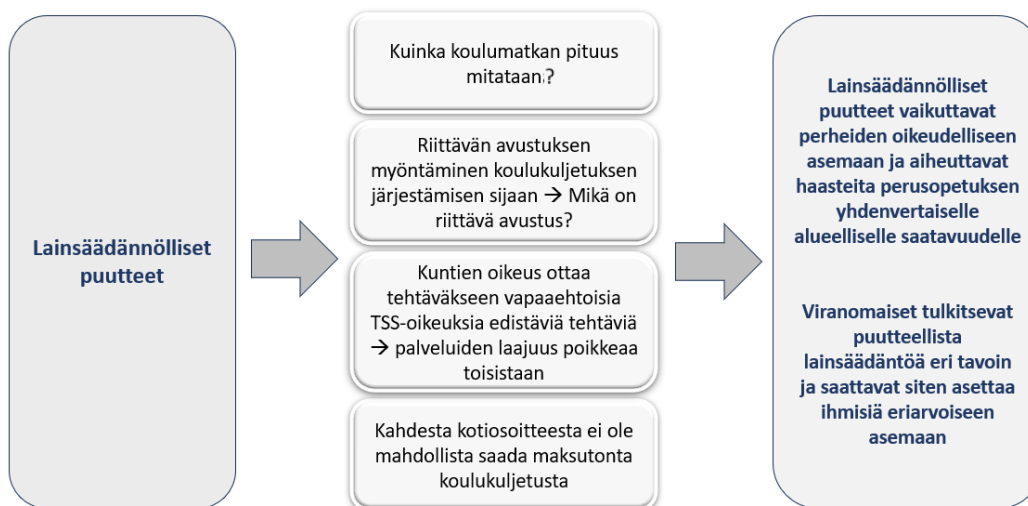 Lainsäädännölliset
puutteet
Kuinka koulumatkan pituus
mitataan?
Riittävän avustuksen
myöntäminen koulukuljetuksen
järjestämisen sijaan → Mikä on
riittävä avustus?
Kuntien oikeus ottaa
tehtäväkseen vapaaehtoisia
TSS-oikeuksia edistäviä tehtäviä
→ palveluiden laajuus poikkeaa
toisistaan
Kahdesta kotiosoitteesta ei ole
mahdollista saada maksutonta
koulukuljetusta
Lainsäädännölliset
puutteet vaikuttavat
perheiden oikeudelliseen
asemaan ja aiheuttavat
haasteita perusopetuksen
yhdenvertaiselle
alueelliselle saatavuudelle
Viranomaiset tulkitsevat
puutteellista
lainsäädäntöä eri tavoin
ja saattavat siten asettaa
ihmisiä eriarvoiseen
asemaan